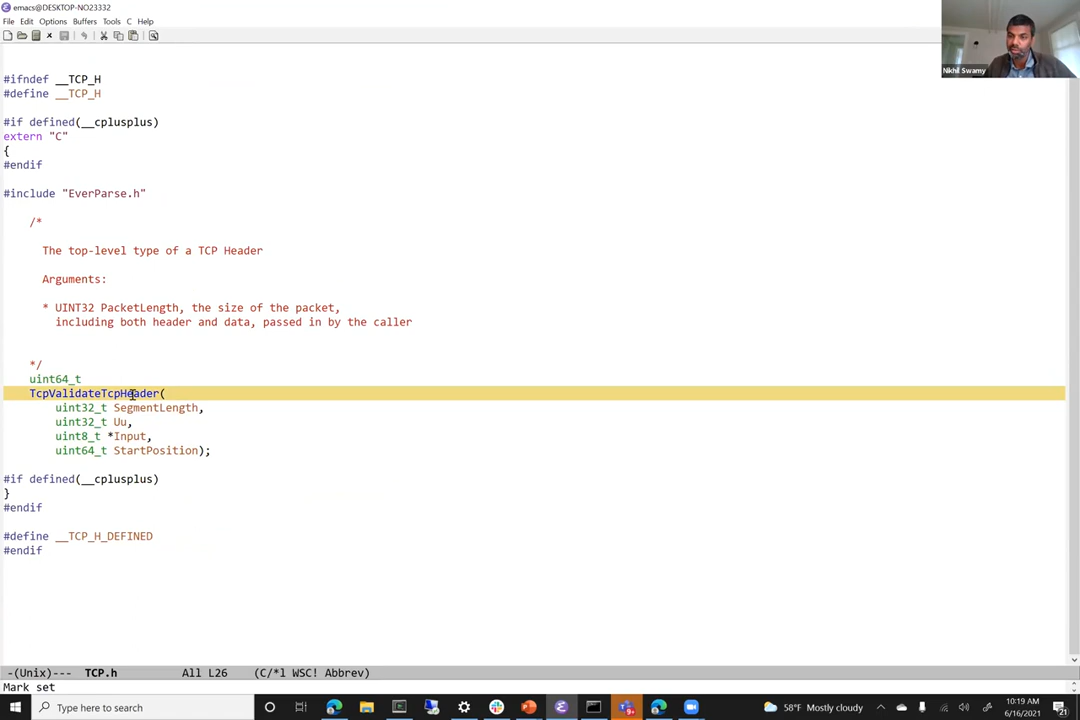 emacs@DESKTOP-NO23332
File Edit Options Buffers Tools C Help
Nikhil Swamy
#ifndef __TCP_H
#define __TCP_H
#if defined(__cplusplus)
extern "C"
{
#endif
#include "EverParse.h"
/*
The top-level type of a TCP Header
Arguments:
* UINT32 PacketLength, the size of the packet,
including both header and data, passed in by the caller
*/
uint64_t
TcpValidateTcpHeader(
uint32_t SegmentLength,
uint32_t Uu,
uint8_t *Input,
uint64_t StartPosition);
#if defined(__cplusplus)
}
#endif
#define __TCP_H_DEFINED
#endif
-(Unix)--- TCP.h All L26 (C/*l WSC! Abbrev)
Mark set
Type here to search
58°F Mostly cloudy
10:19 AM
6/16/2021
21